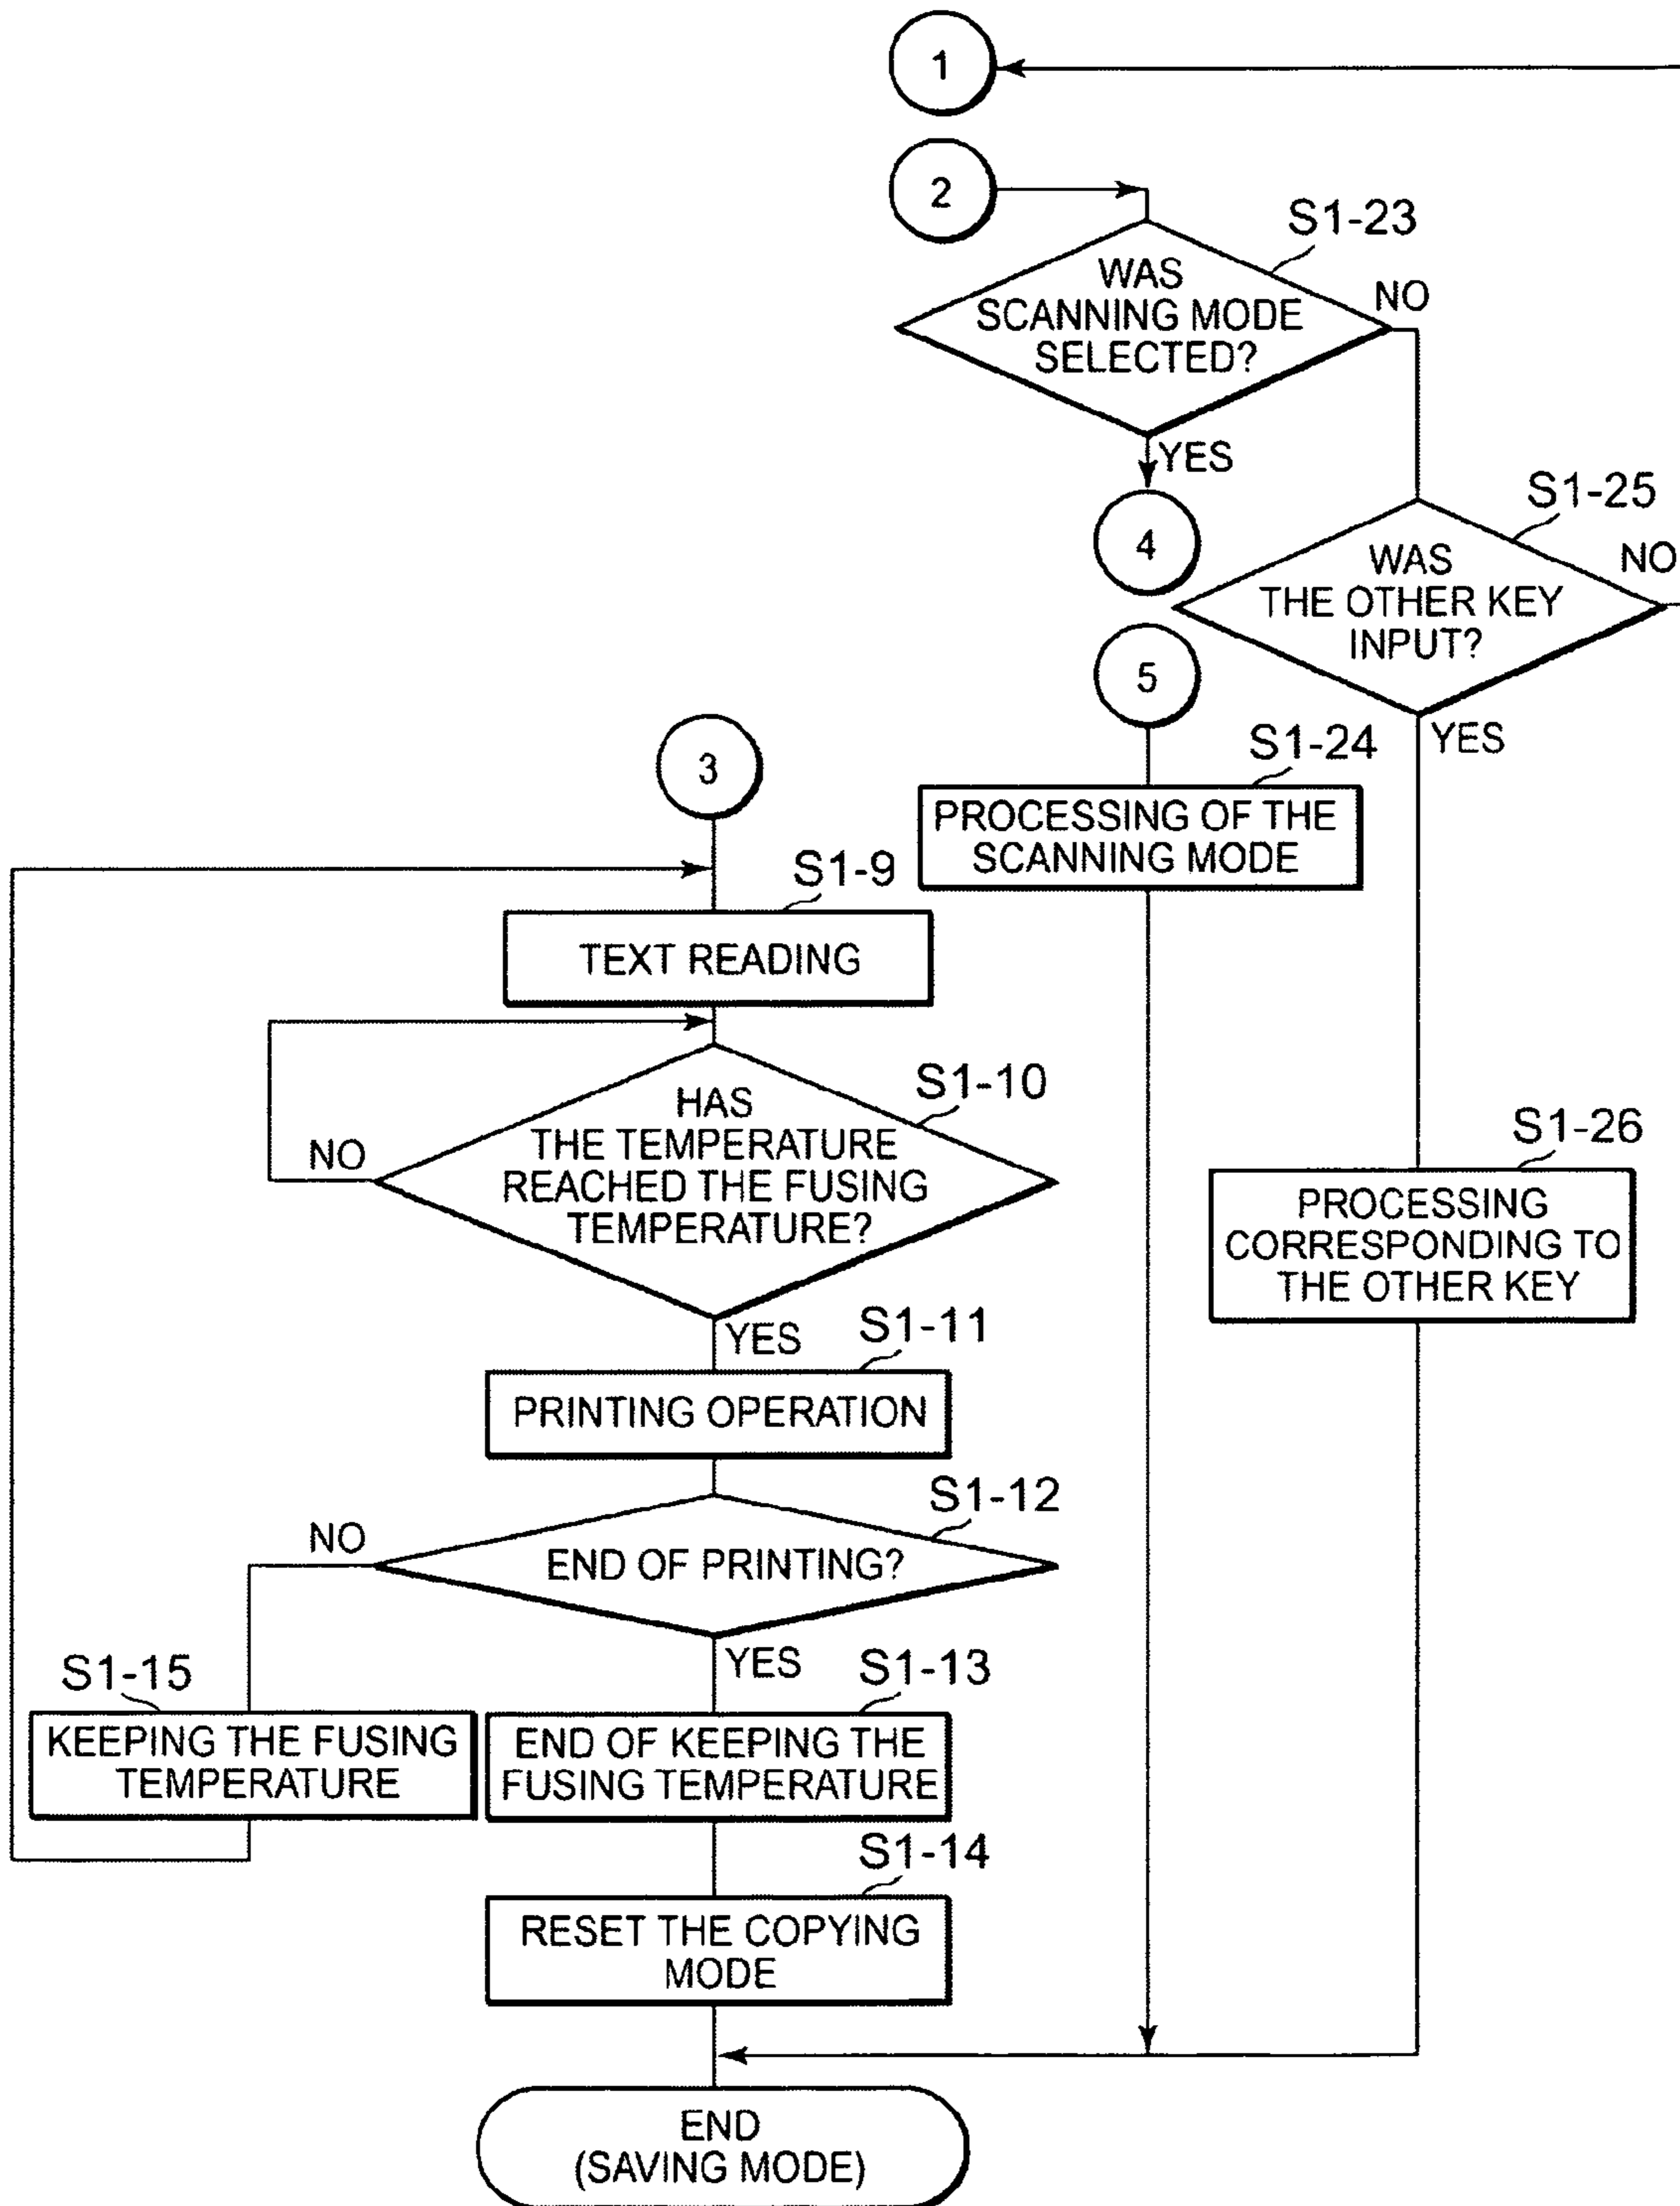 1
2
S1-23
WAS
SCANNING MODE
SELECTED?
NO
YES
4
S1-25
WAS
THE OTHER KEY
INPUT?
NO
YES
5
S1-24
PROCESSING OF THE
SCANNING MODE
3
S1-9
TEXT READING
S1-10
HAS
THE TEMPERATURE
REACHED THE FUSING
TEMPERATURE?
NO
YES
S1-26
PROCESSING
CORRESPONDING TO
THE OTHER KEY
S1-11
PRINTING OPERATION
S1-12
END OF PRINTING?
NO
YES
S1-15
KEEPING THE FUSING
TEMPERATURE
S1-13
END OF KEEPING THE
FUSING TEMPERATURE
S1-14
RESET THE COPYING
MODE
END
(SAVING MODE)